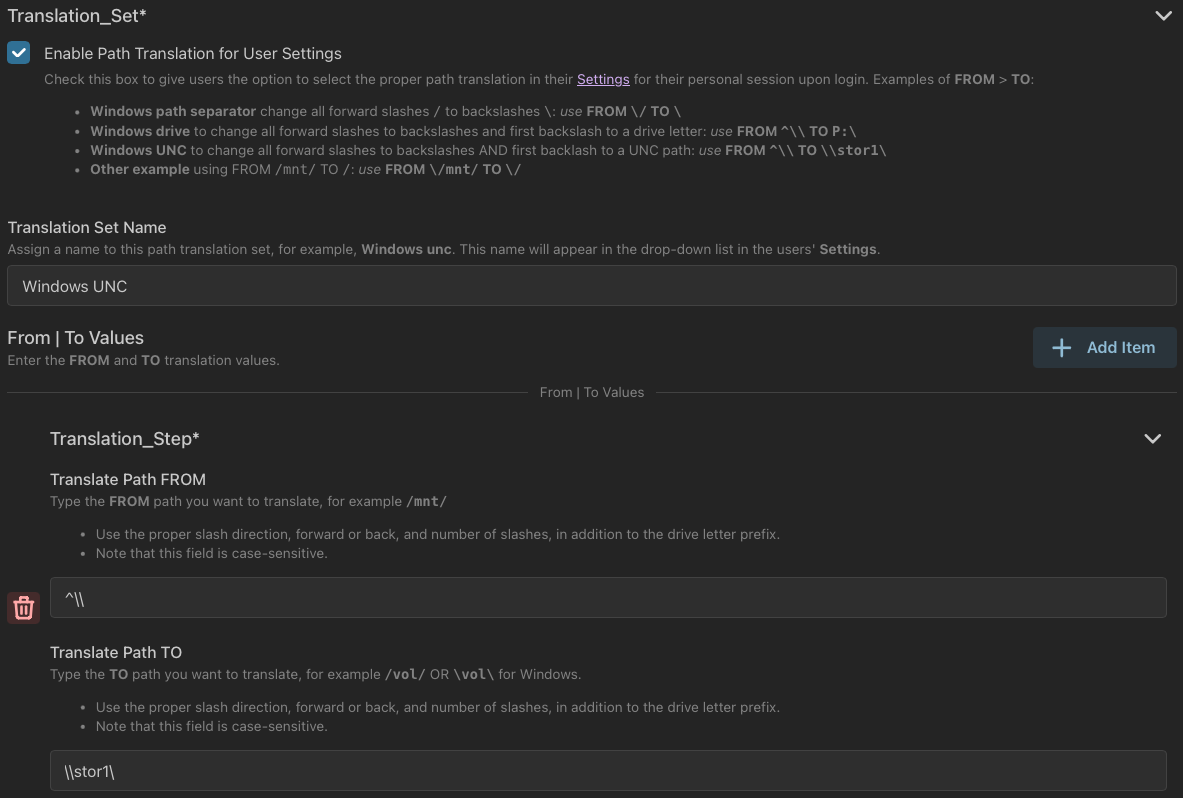 Translation_Set*
Enable Path Translation for User Settings
Check this box to give users the option to select the proper path translation in their Settings for their personal session upon login. Examples of FROM > TO:
• Windows path separator change all forward slashes / to backslashes \: use FROM \/ TO \
• Windows drive to change all forward slashes to backslashes and first backslash to a drive letter: use FROM ^\\ TO P:\
• Windows UNC to change all forward slashes to backslashes AND first backlash to a UNC path: use FROM ^\\ TO \\stor1\
• Other example using FROM /mnt/ TO /: use FROM \/mnt/ TO \/
Translation Set Name
Assign a name to this path translation set, for example, Windows unc. This name will appear in the drop-down list in the users' Settings.
Windows UNC
From | To Values
Enter the FROM and TO translation values.
Add Item
From | To Values
Translation_Step*
Translate Path FROM
Type the FROM path you want to translate, for example /mnt/
• Use the proper slash direction, forward or back, and number of slashes, in addition to the drive letter prefix.
• Note that this field is case-sensitive.
^\\
Translate Path TO
Type the TO path you want to translate, for example /vol/ OR \vol\ for Windows.
• Use the proper slash direction, forward or back, and number of slashes, in addition to the drive letter prefix.
• Note that this field is case-sensitive.
\\stor1\